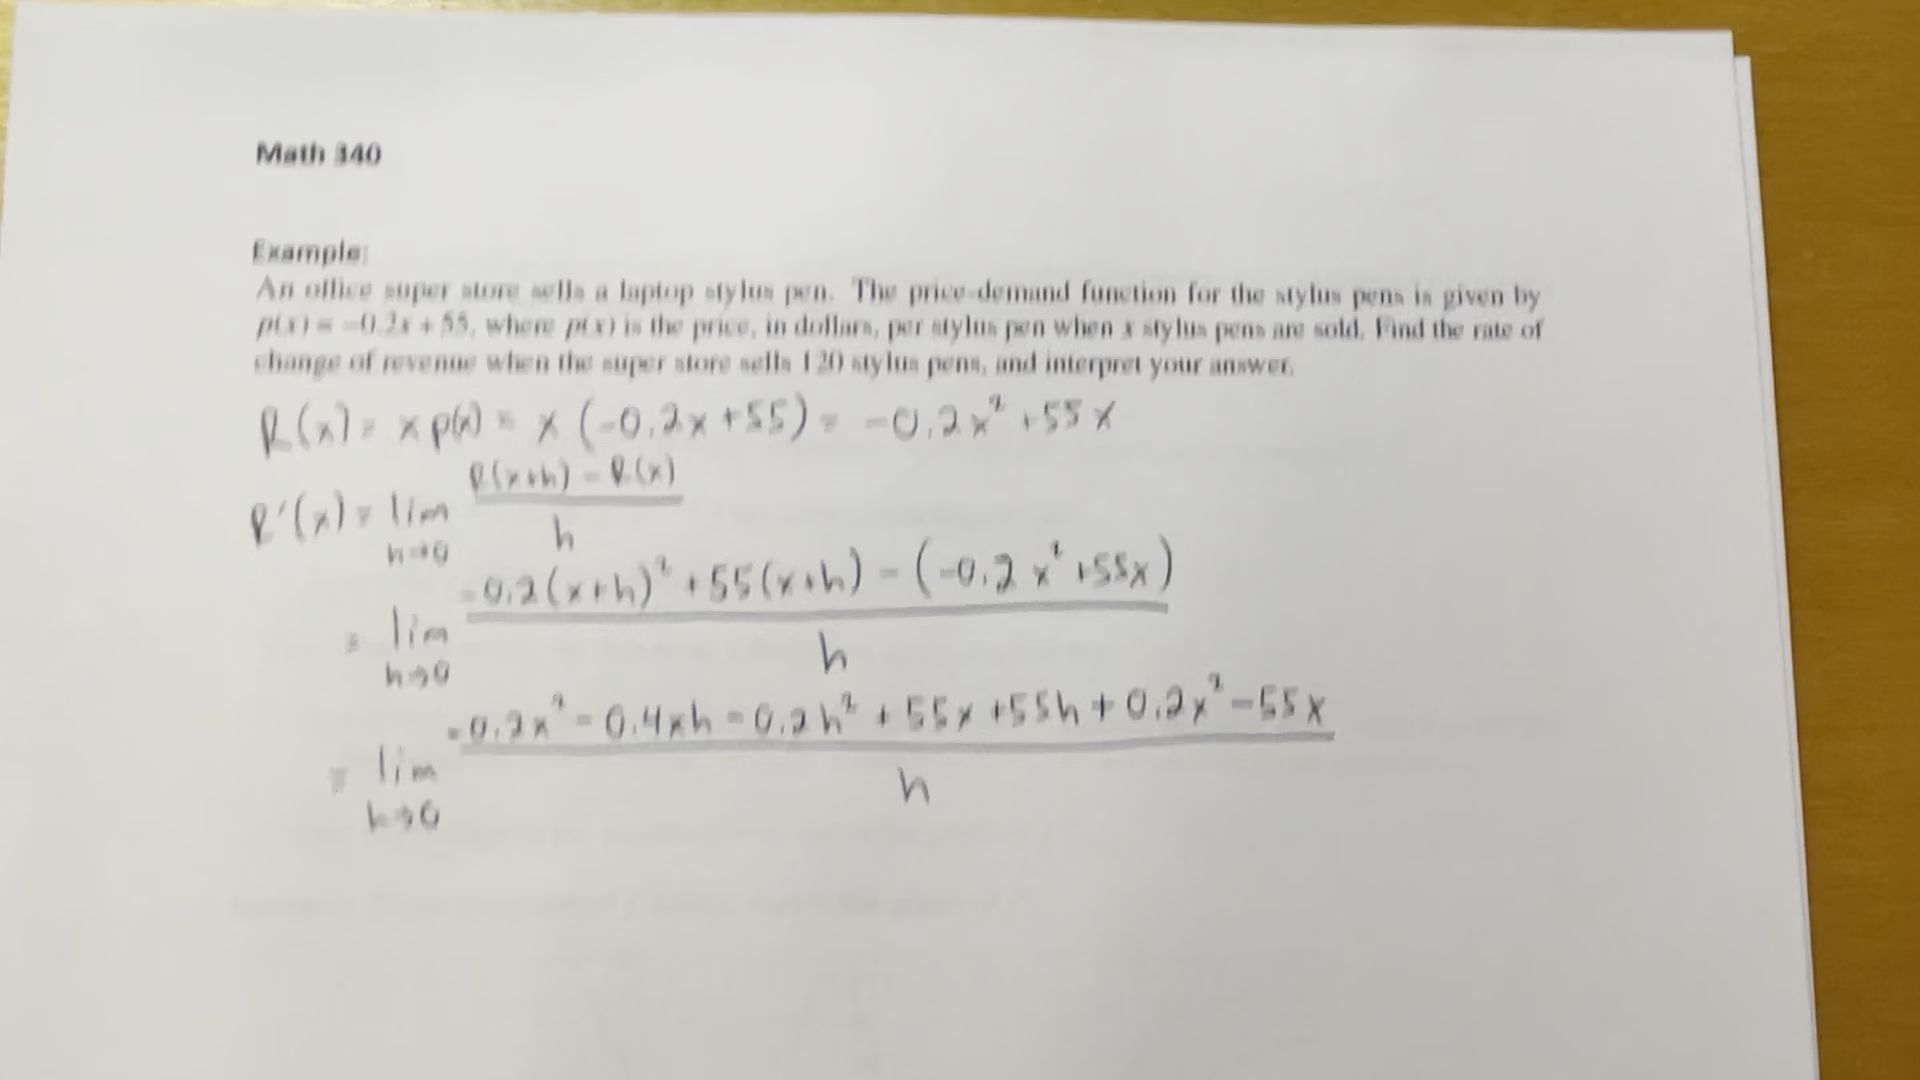 Math 340
Example:
An office super store sells a laptop stylus pen. The price-demand function for the stylus pens is given by
p(x) = -0.2x + 55, where p(x) is the price, in dollars, per stylus pen when x stylus pens are sold. Find the rate of
change of revenue when the super store sells 120 stylus pens, and interpret your answer.
R(x) = x p(x) = x (-0.2x + 55) = -0.2x² + 55x
R(x+h) - R(x)
R'(x) = lim
h→0 h
-0.2(x+h)² + 55(x+h) - (-0.2x² + 55x)
= lim
h→0 h
-0.2x² - 0.4xh - 0.2h² + 55x + 55h + 0.2x² - 55x
= lim
h→0 h